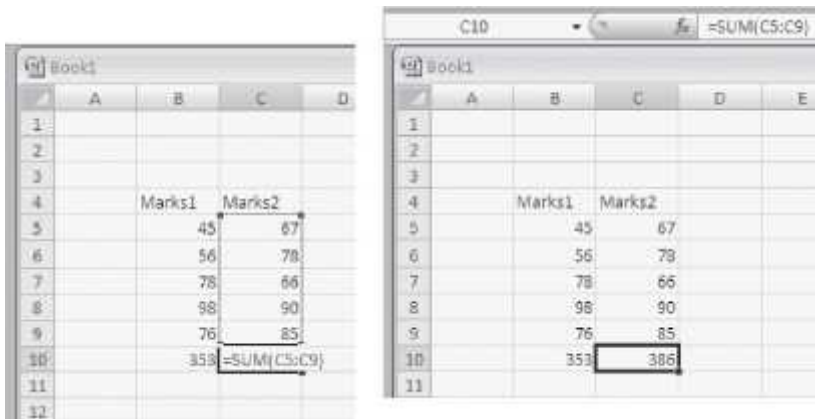 C10 fx =SUM(C5:C9)
Book1
A B C D
1
2
3
4 Marks1 Marks2
5 45 67
6 56 78
7 78 66
8 98 90
9 76 85
10 353 =SUM(C5:C9)
11
12
Book1
A B C D E
1
2
3
4 Marks1 Marks2
5 45 67
6 56 78
7 78 66
8 98 90
9 76 85
10 353 386
11